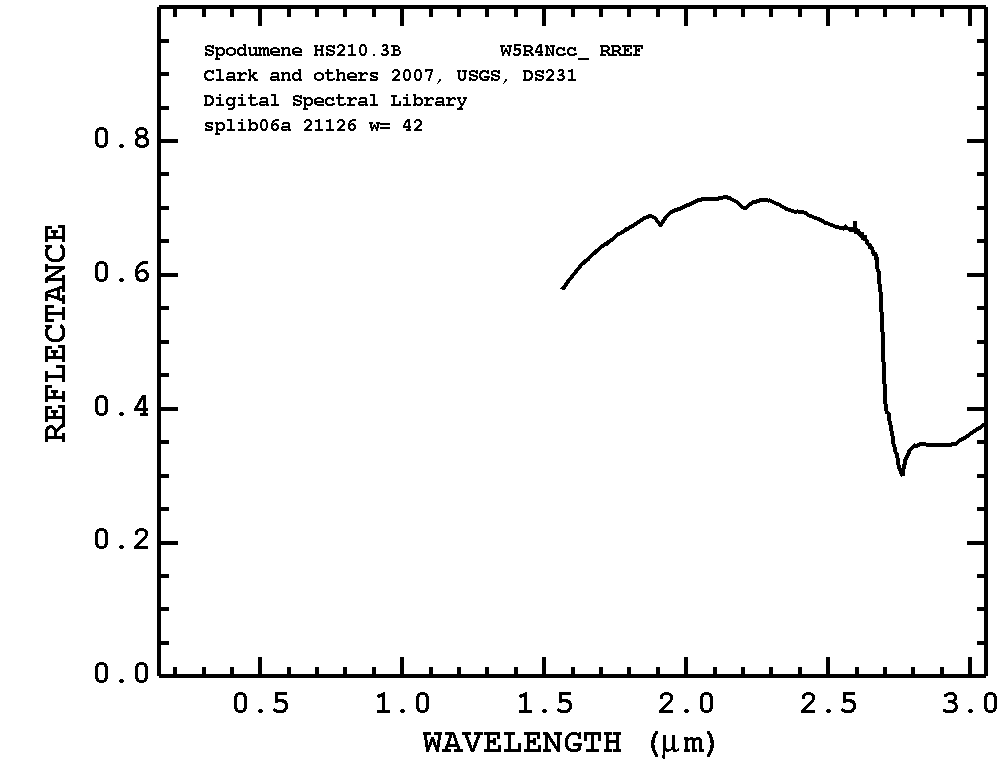 Spodumene HS210.3B W5R4Ncc_ RREF
Clark and others 2007, USGS, DS231
Digital Spectral Library
splib06a 21126 w= 42
REFLECTANCE
0.8
0.6
0.4
0.2
0.0
0.5 1.0 1.5 2.0 2.5 3.0
WAVELENGTH (μm)